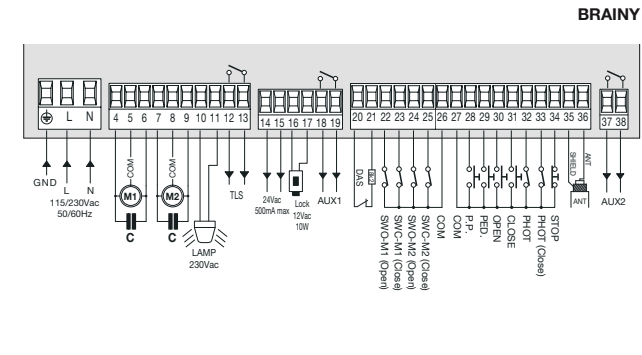 BRAINY
L N 4 5 6 7 8 9 10 11 12 13 14 15 16 17 18 19 20 21 22 23 24 25 26 27 28 29 30 31 32 33 34 35 36 37 38
GND
L N
115/230Vac
50/60Hz
COM
M1
C
COM
M2
C
LAMP
230Vac
TLS
24Vac
500mA max
Lock
12Vac
10W
AUX1
DAS
8K2
SWC-M1 (Open)
SWC-M1 (Close)
SWC-M2 (Open)
SWC-M2 (Close)
COM
COM
P.P.
PED.
OPEN
CLOSE
PHOT
PHOT (Close)
STOP
SHIELD
ANT
ANT
AUX2